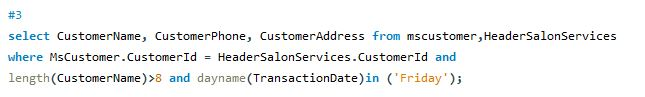 #3
select CustomerName, CustomerPhone, CustomerAddress from mscustomer,HeaderSalonServices
where MsCustomer.CustomerId = HeaderSalonServices.CustomerId and
length(CustomerName)>8 and dayname(TransactionDate)in ('Friday');